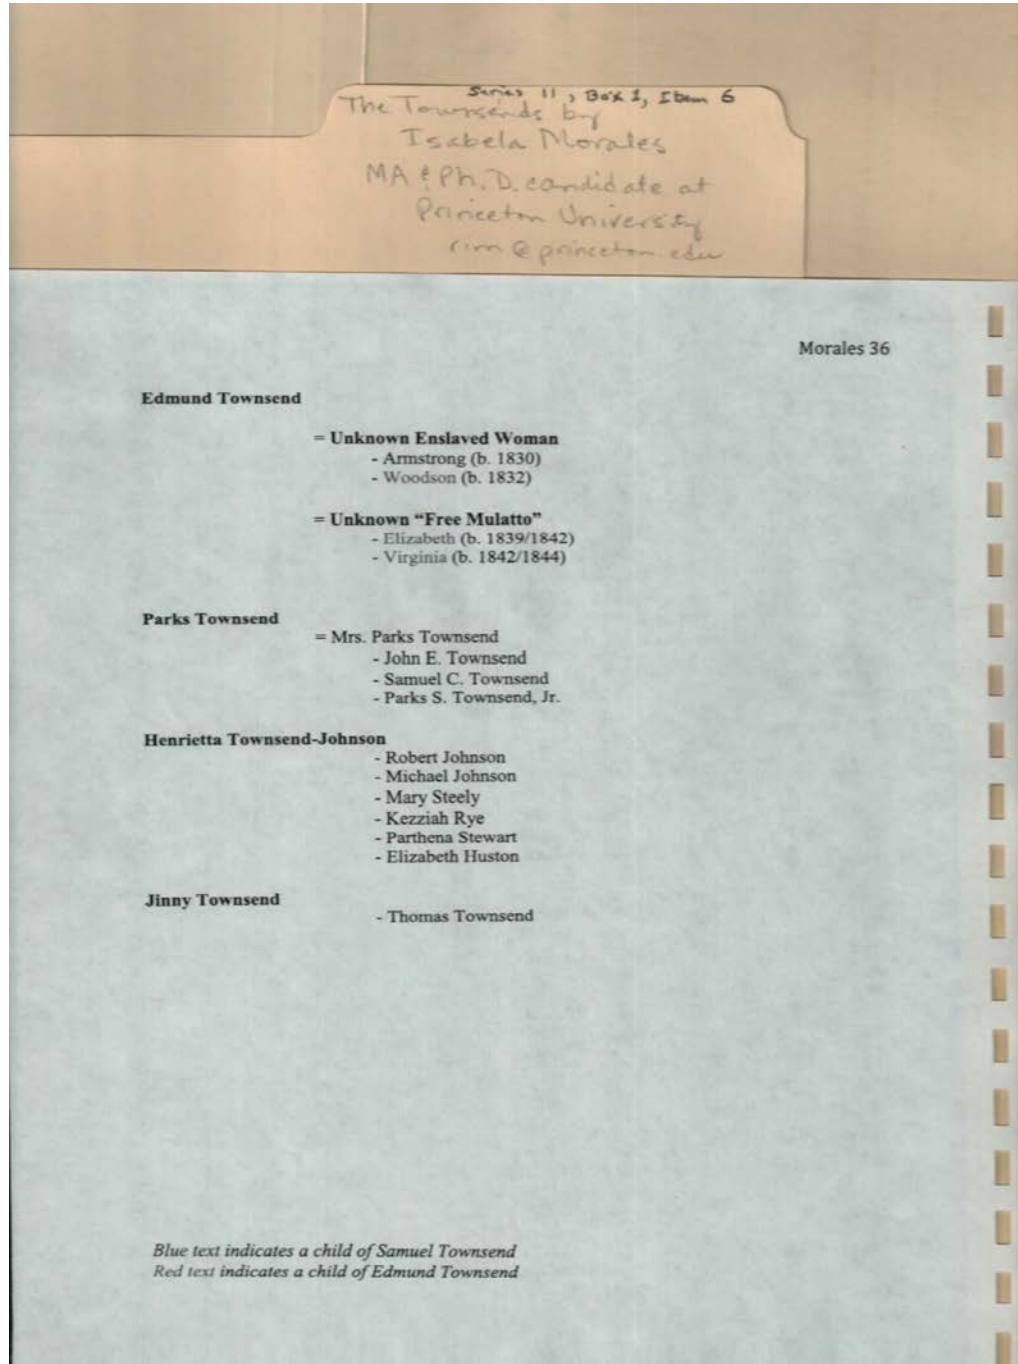 Series 11, Box 1, Item 6
The Townsends by
Isabela Morales
MA & Ph.D. candidate at
Princeton University
rim@princeton.edu
Morales 36
Edmund Townsend
= Unknown Enslaved Woman
- Armstrong (b. 1830)
- Woodson (b. 1832)
= Unknown “Free Mulatto”
- Elizabeth (b. 1839/1842)
- Virginia (b. 1842/1844)
Parks Townsend
= Mrs. Parks Townsend
- John E. Townsend
- Samuel C. Townsend
- Parks S. Townsend, Jr.
Henrietta Townsend-Johnson
- Robert Johnson
- Michael Johnson
- Mary Steely
- Kezziah Rye
- Parthena Stewart
- Elizabeth Huston
Jinny Townsend
- Thomas Townsend
Blue text indicates a child of Samuel Townsend
Red text indicates a child of Edmund Townsend